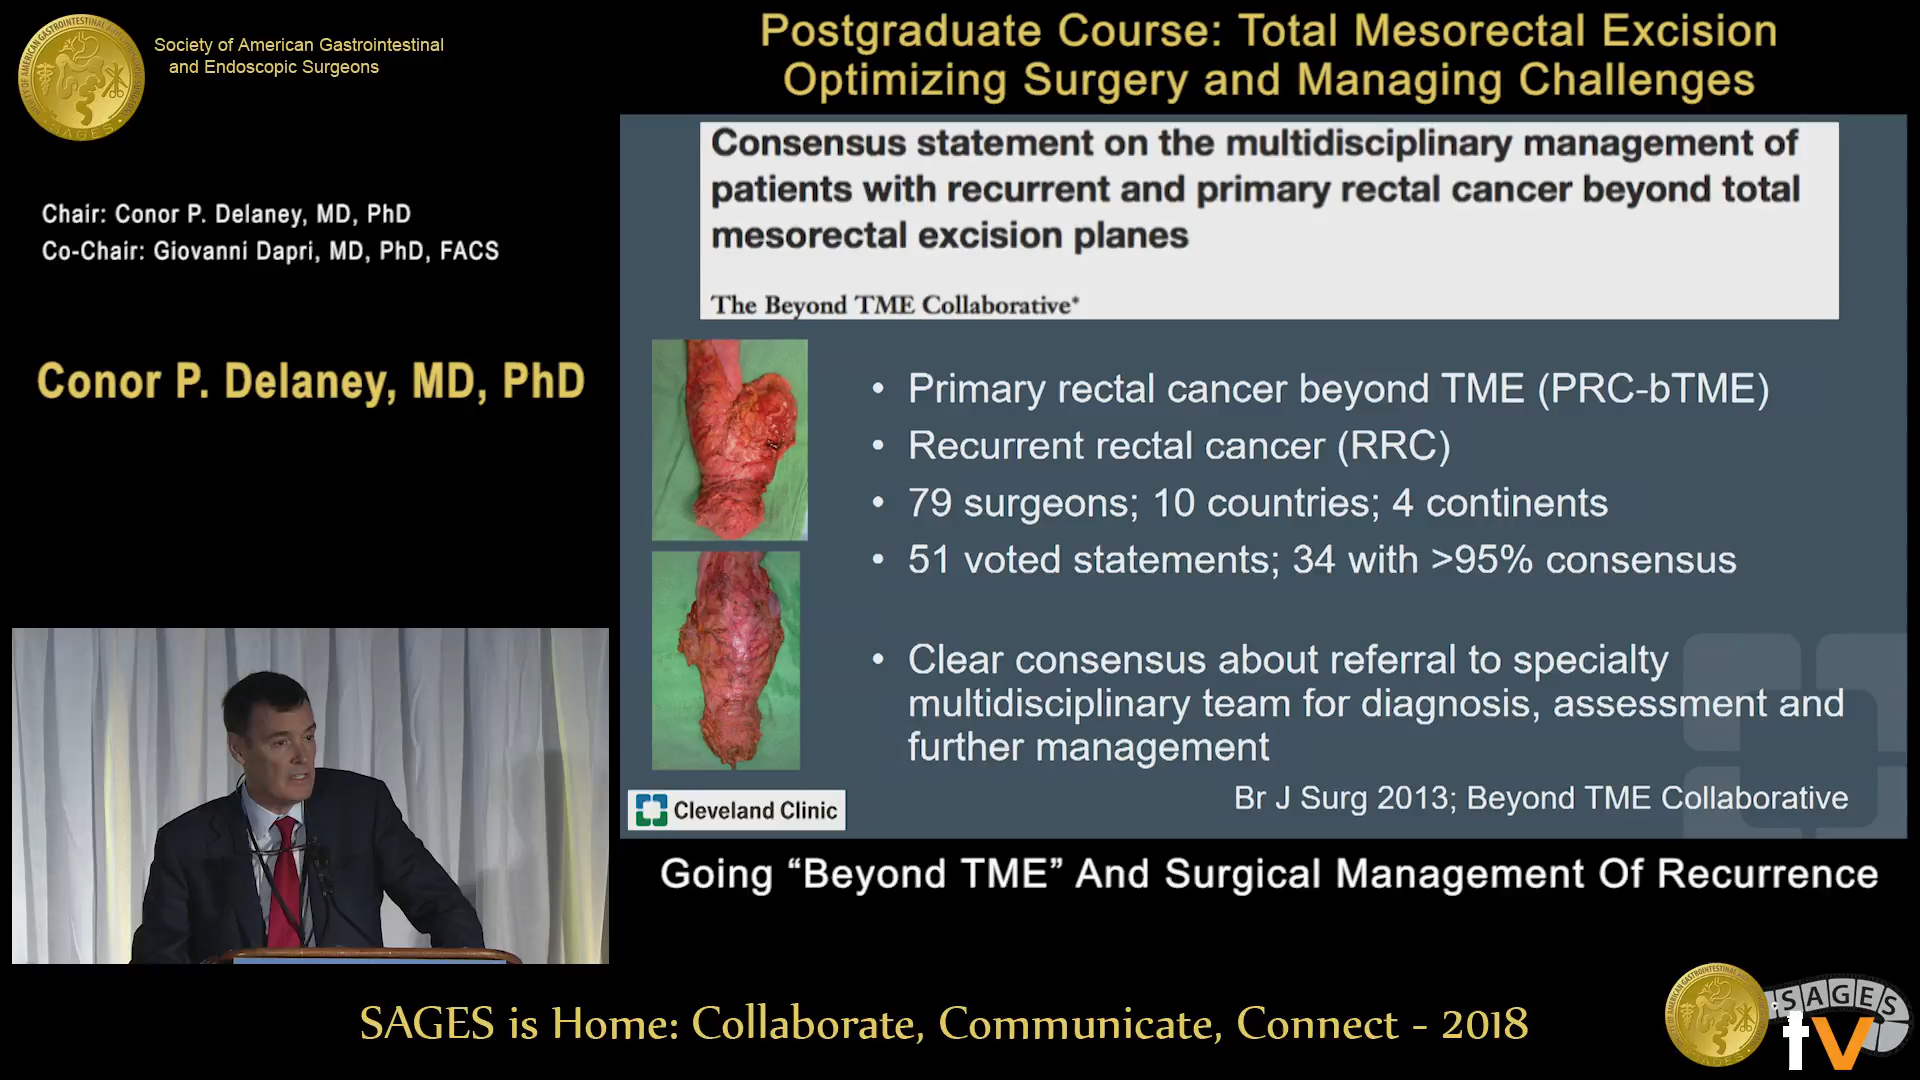 Society of American Gastrointestinal
and Endoscopic Surgeons
Postgraduate Course: Total Mesorectal Excision
Optimizing Surgery and Managing Challenges
Chair: Conor P. Delaney, MD, PhD
Co-Chair: Giovanni Dapri, MD, PhD, FACS
Conor P. Delaney, MD, PhD
Consensus statement on the multidisciplinary management of
patients with recurrent and primary rectal cancer beyond total
mesorectal excision planes
The Beyond TME Collaborative*
• Primary rectal cancer beyond TME (PRC-bTME)
• Recurrent rectal cancer (RRC)
• 79 surgeons; 10 countries; 4 continents
• 51 voted statements; 34 with >95% consensus
• Clear consensus about referral to specialty
multidisciplinary team for diagnosis, assessment and
further management
Br J Surg 2013; Beyond TME Collaborative
Cleveland Clinic
Going “Beyond TME” And Surgical Management Of Recurrence
SAGES is Home: Collaborate, Communicate, Connect - 2018
SAGES
tv